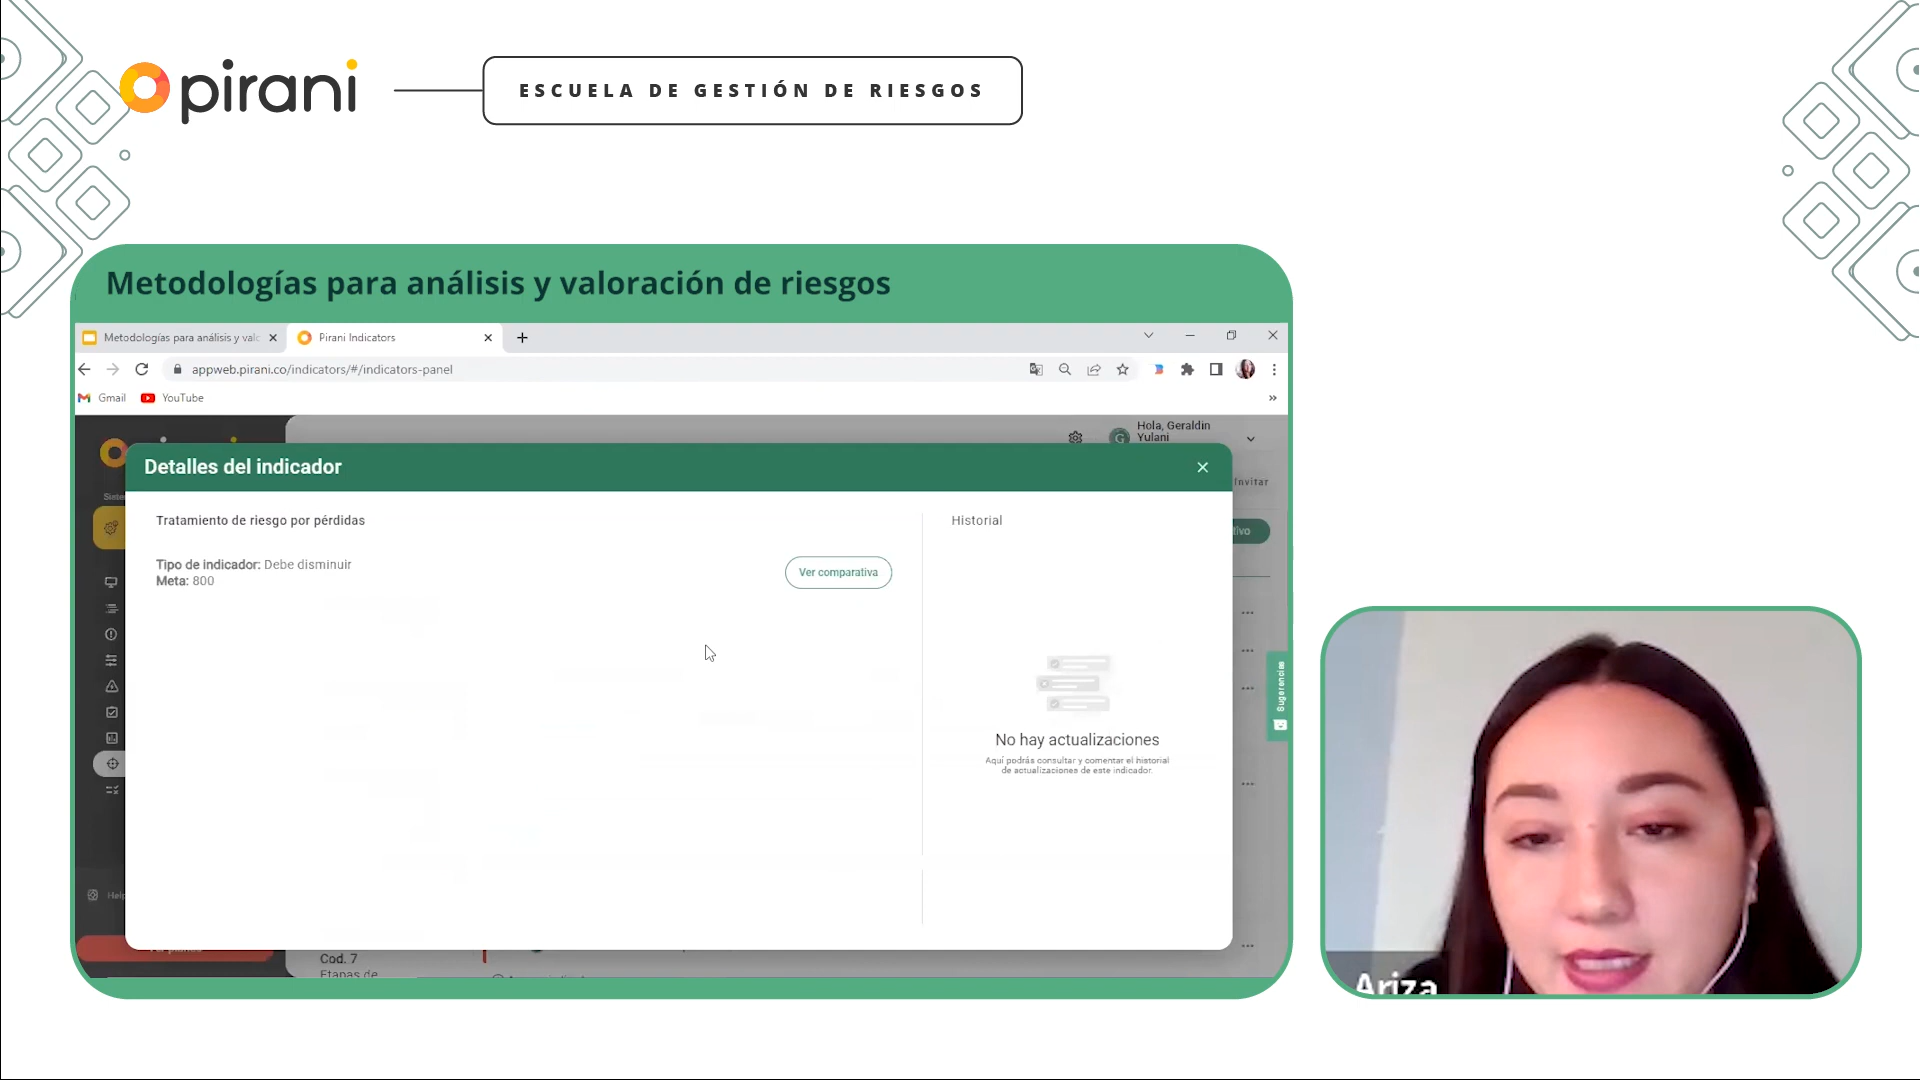 pirani
ESCUELA DE GESTIÓN DE RIESGOS
Metodologías para análisis y valoración de riesgos
Metodologías para análisis y valo
Pirani Indicators
appweb.pirani.co/indicators/#/indicators-panel
Gmail
YouTube
Hola, Geraldin
Yulani
G
Invitar
Detalles del indicador
Tratamiento de riesgo por pérdidas
Tipo de indicador: Debe disminuir
Meta: 800
Ver comparativa
Historial
No hay actualizaciones
Aquí podrás consultar y comentar el historial
de actualizaciones de este indicador.
Sugerencias
Cod. 7
Etapas de
Ariza